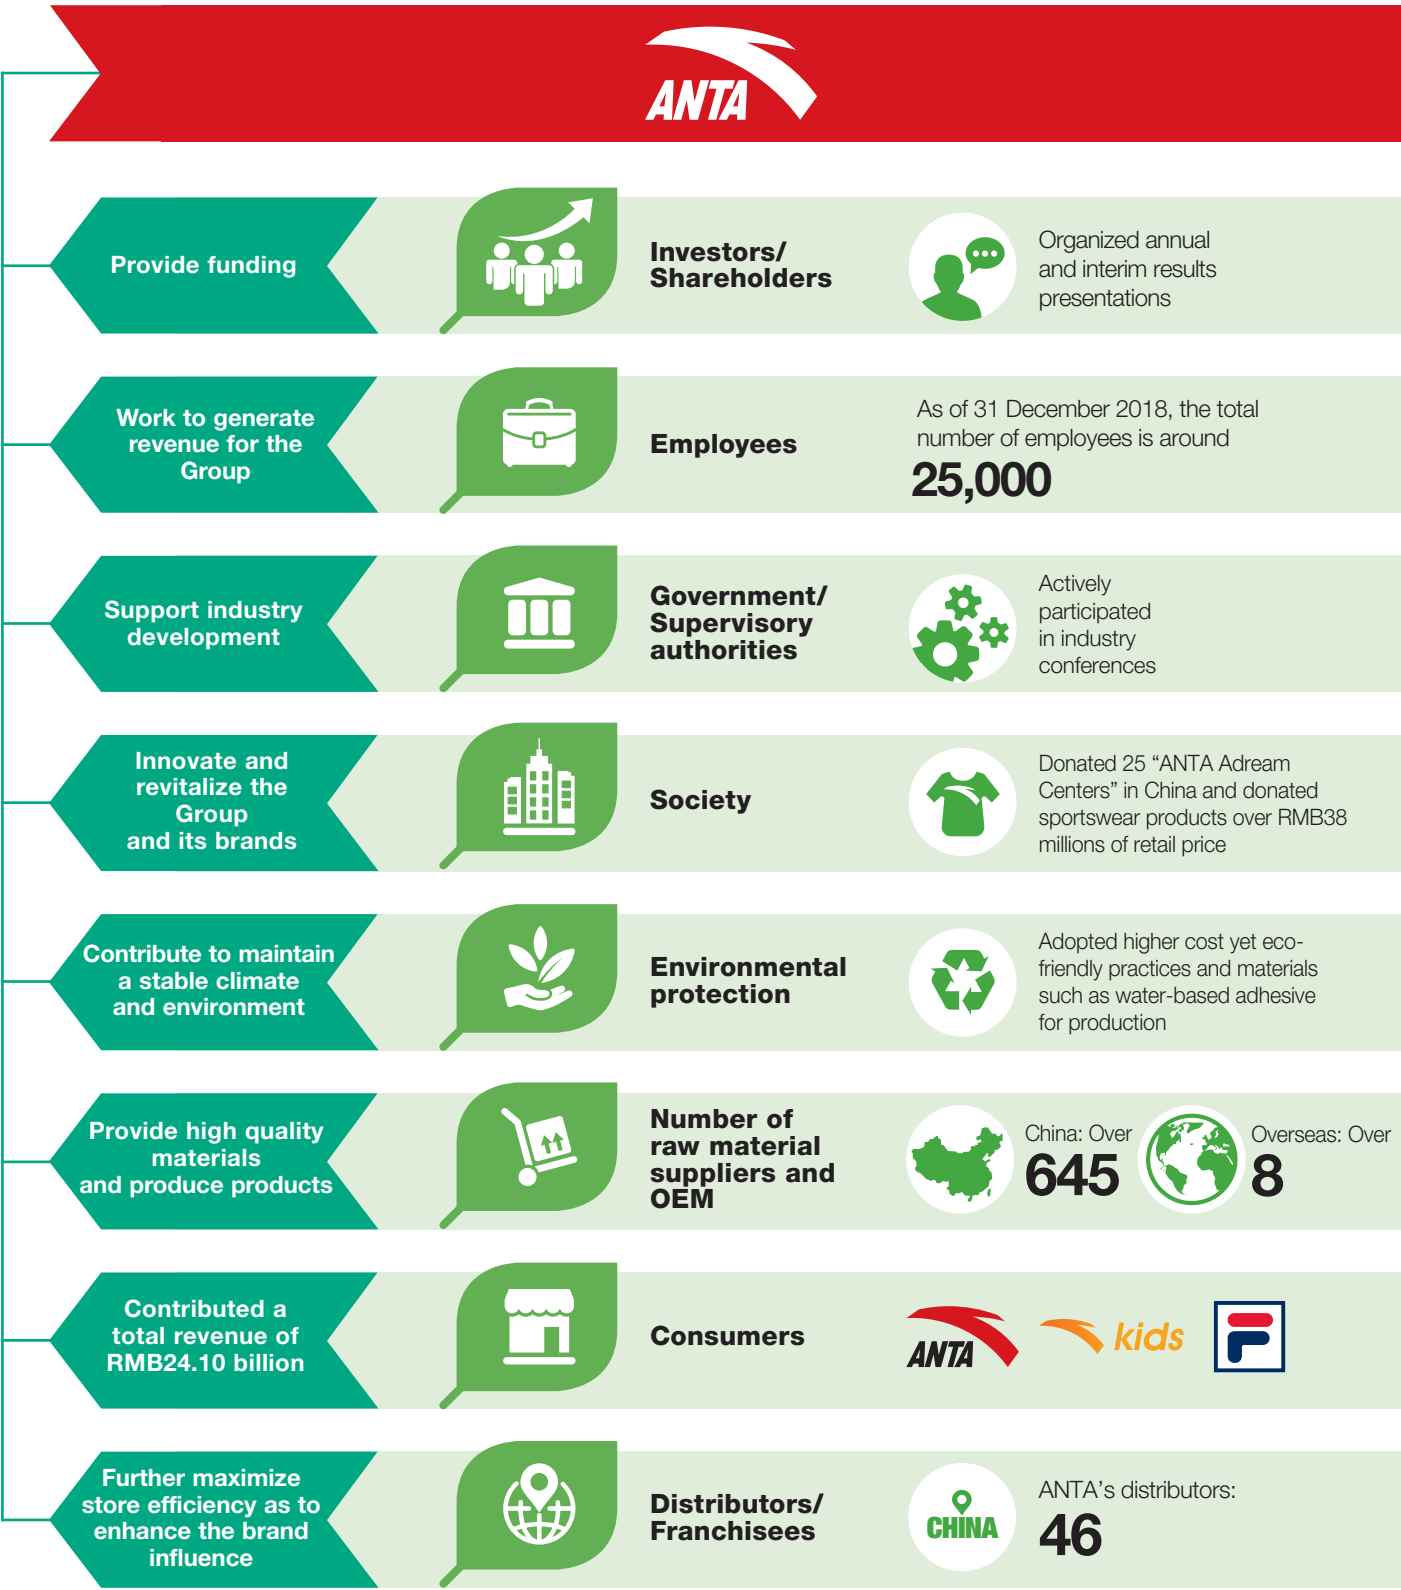 ANTA
Provide funding
Investors/
Shareholders
Organized annual
and interim results
presentations
Work to generate
revenue for the
Group
Employees
As of 31 December 2018, the total
number of employees is around
25,000
Support industry
development
Government/
Supervisory
authorities
Actively
participated
in industry
conferences
Innovate and
revitalize the
Group
and its brands
Society
Donated 25 “ANTA Adream
Centers” in China and donated
sportswear products over RMB38
millions of retail price
Contribute to maintain
a stable climate
and environment
Environmental
protection
Adopted higher cost yet eco-
friendly practices and materials
such as water-based adhesive
for production
Provide high quality
materials
and produce products
Number of
raw material
suppliers and
OEM
China: Over
645
Overseas: Over
8
Contributed a
total revenue of
RMB24.10 billion
Consumers
ANTA
kids
F
Further maximize
store efficiency as to
enhance the brand
influence
Distributors/
Franchisees
CHINA
ANTA’s distributors:
46